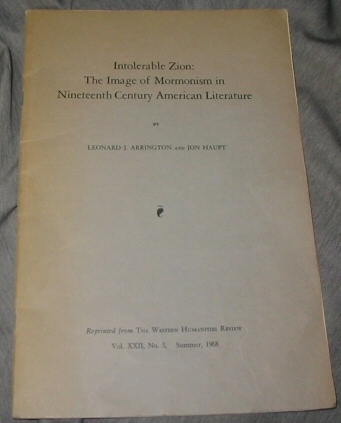 Intolerable Zion:
The Image of Mormonism in
Nineteenth Century American Literature
BY
LEONARD J. ARRINGTON AND JON HAUPT
Reprinted from THE WESTERN HUMANITIES REVIEW
Vol. XXII, No. 3, Summer, 1968